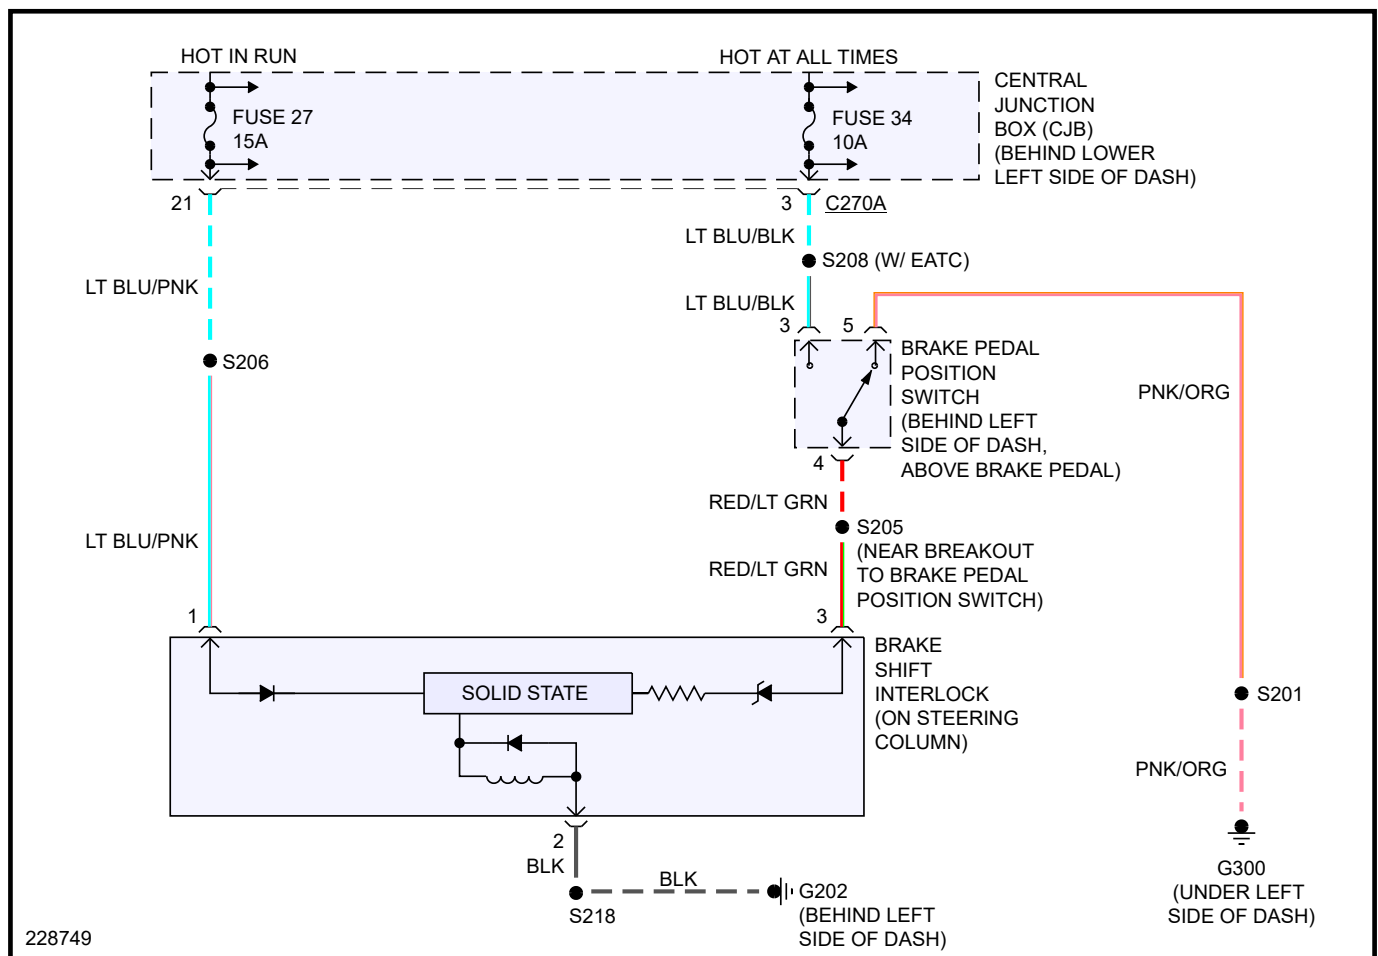 HOT IN RUN
HOT AT ALL TIMES
FUSE 27
15A
FUSE 34
10A
CENTRAL
JUNCTION
BOX (CJB)
(BEHIND LOWER
LEFT SIDE OF DASH)
21
3
C270A
LT BLU/BLK
S208 (W/ EATC)
LT BLU/PNK
LT BLU/BLK
3
5
S206
BRAKE PEDAL
POSITION
SWITCH
(BEHIND LEFT
SIDE OF DASH,
ABOVE BRAKE PEDAL)
PNK/ORG
4
RED/LT GRN
S205
(NEAR BREAKOUT
TO BRAKE PEDAL
POSITION SWITCH)
LT BLU/PNK
RED/LT GRN
1
3
BRAKE
SHIFT
INTERLOCK
(ON STEERING
COLUMN)
SOLID STATE
S201
PNK/ORG
2
BLK
BLK
S218
G202
(BEHIND LEFT
SIDE OF DASH)
G300
(UNDER LEFT
SIDE OF DASH)
228749